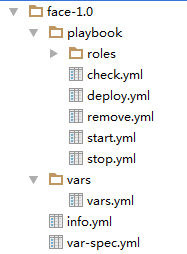 face-1.0
playbook
roles
check.yml
deploy.yml
remove.yml
start.yml
stop.yml
vars
vars.yml
info.yml
var-spec.yml